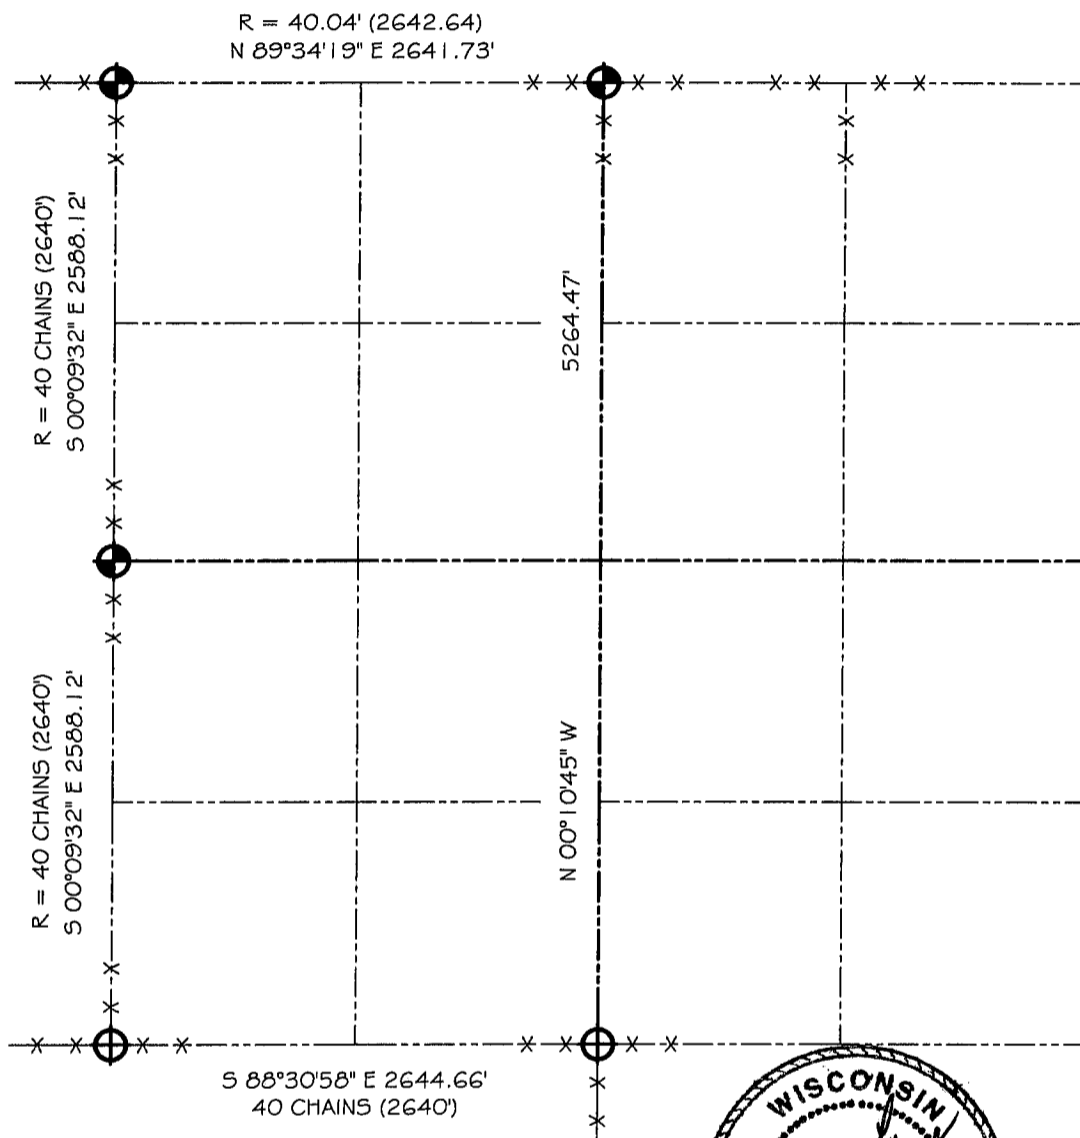 R = 40.04' (2642.64)
N 89°34'19" E 2641.73'
R = 40 CHAINS (2640')
S 00°09'32" E 2588.12'
5264.47'
R = 40 CHAINS (2640')
S 00°09'32" E 2588.12'
N 00°10'45" W
S 88°30'58" E 2644.66'
40 CHAINS (2640')
WISCONSIN